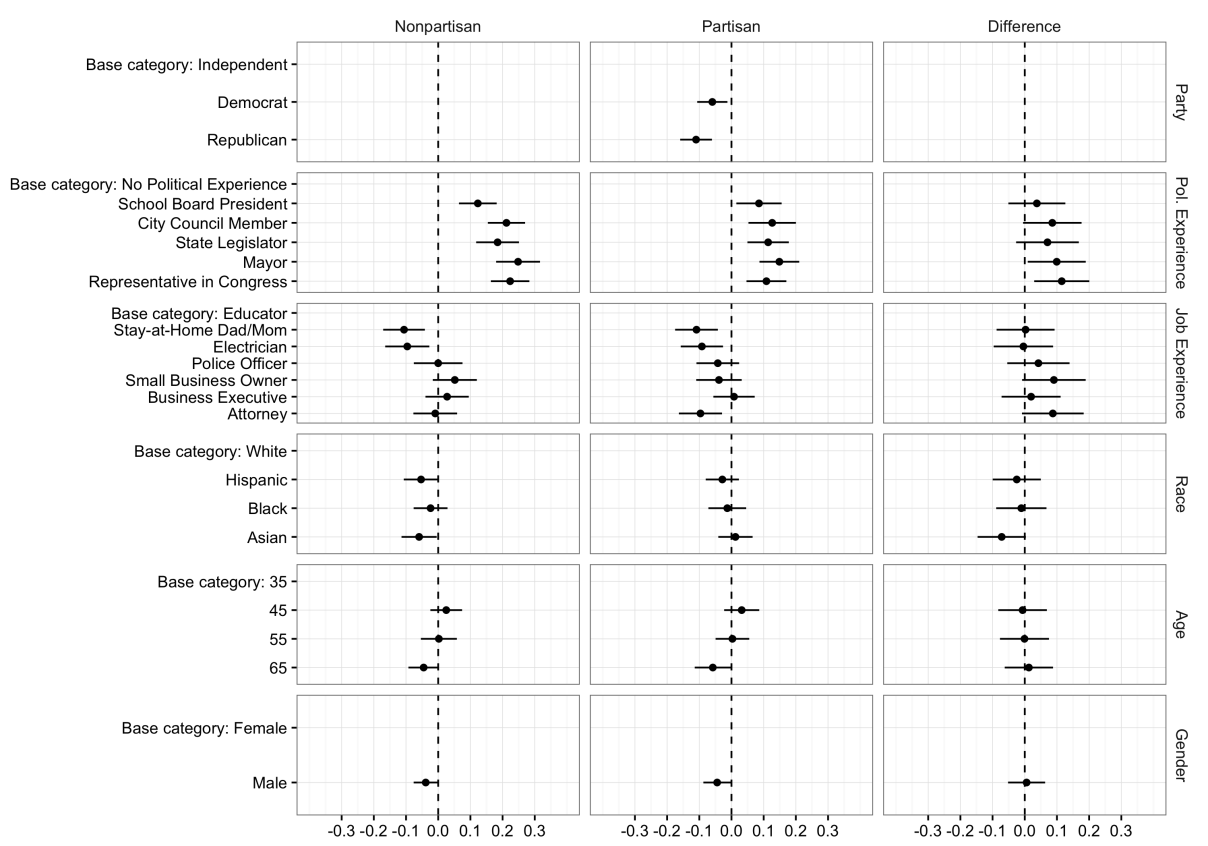 Nonpartisan Partisan Difference
Base category: Independent
Democrat
Republican
Party
Base category: No Political Experience
School Board President
City Council Member
State Legislator
Mayor
Representative in Congress
Pol. Experience
Base category: Educator
Stay-at-Home Dad/Mom
Electrician
Police Officer
Small Business Owner
Business Executive
Attorney
Job Experience
Base category: White
Hispanic
Black
Asian
Race
Base category: 35
45
55
65
Age
Base category: Female
Male
Gender
-0.3 -0.2 -0.1 0.0 0.1 0.2 0.3 -0.3 -0.2 -0.1 0.0 0.1 0.2 0.3 -0.3 -0.2 -0.1 0.0 0.1 0.2 0.3